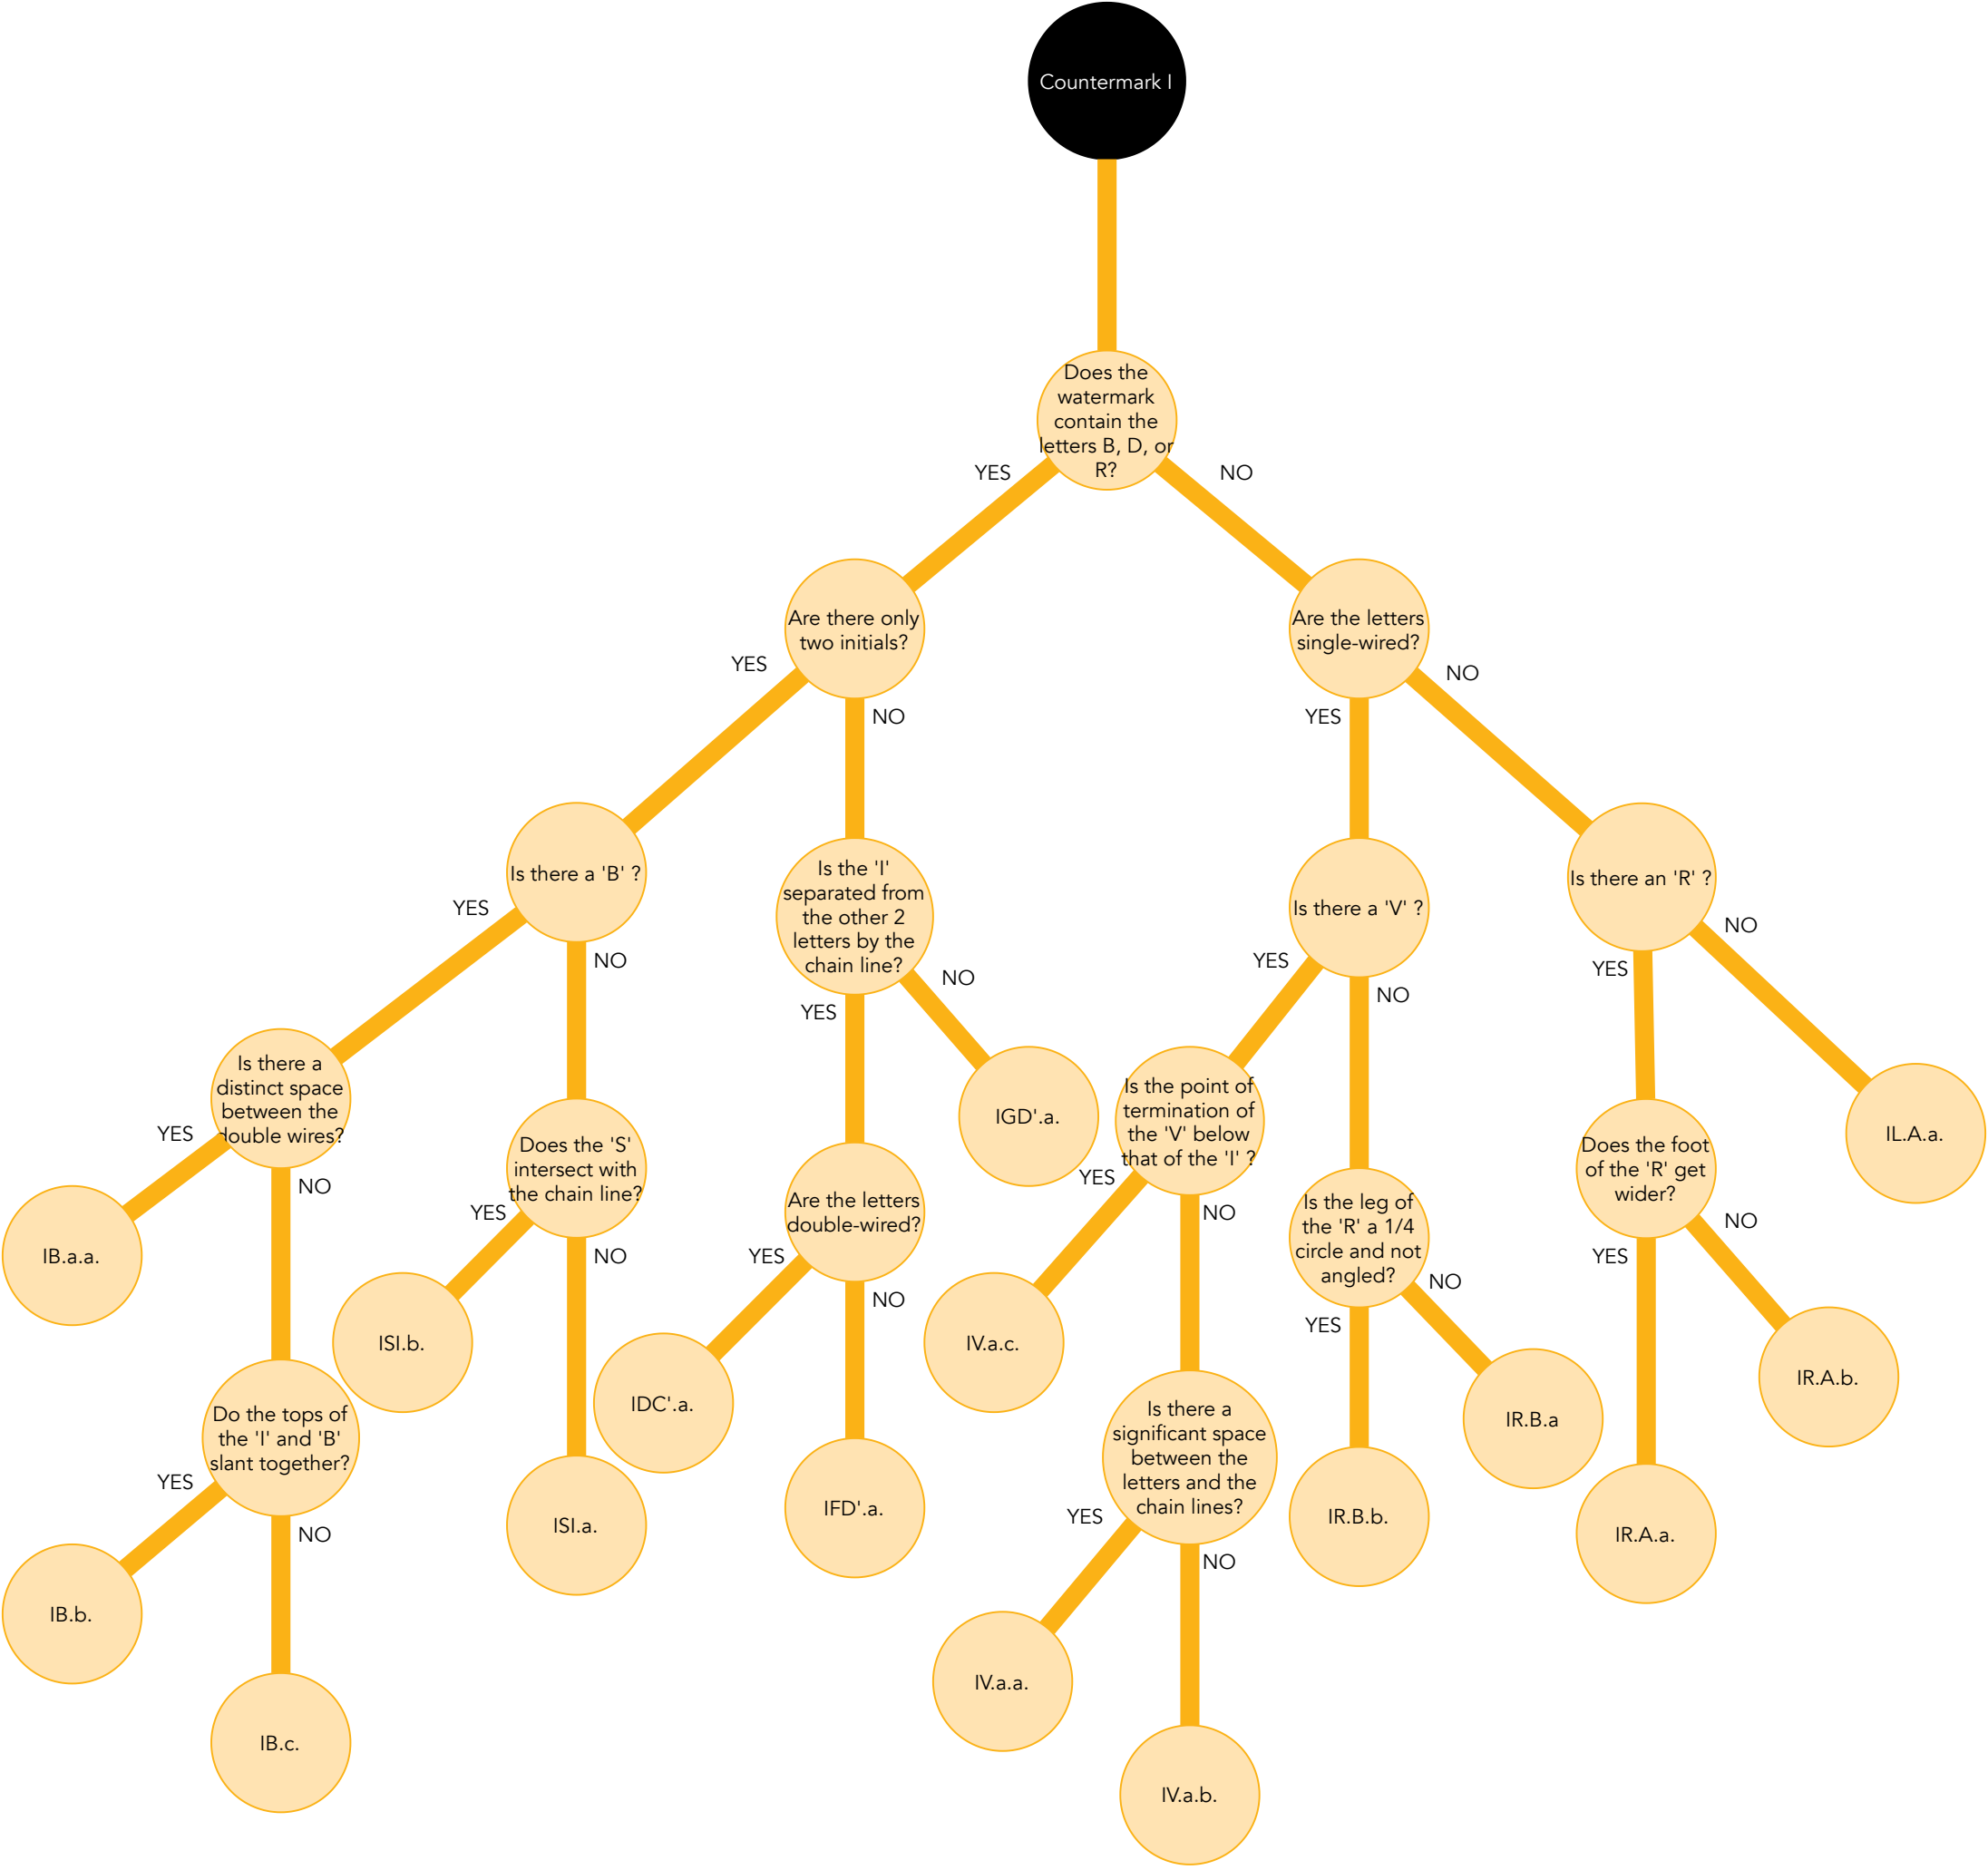 Countermark I
Does the
watermark
contain the
letters B, D, or
R?
YES
NO
Are there only
two initials?
Are the letters
single-wired?
YES
NO
NO
YES
Is there a 'B' ?
Is the 'I'
separated from
the other 2
letters by the
chain line?
Is there a 'V' ?
Is there an 'R' ?
YES
NO
YES
NO
YES
NO
YES
NO
Is there a
distinct space
between the
double wires?
Does the 'S'
intersect with
the chain line?
Are the letters
double-wired?
IGD'.a.
Is the point of
termination of
the 'V' below
that of the 'I' ?
Is the leg of
the 'R' a 1/4
circle and not
angled?
Does the foot
of the 'R' get
wider?
IL.A.a.
YES
NO
YES
NO
YES
NO
YES
NO
YES
NO
YES
NO
IB.a.a.
Do the tops of
the 'I' and 'B'
slant together?
ISI.b.
ISI.a.
IDC'.a.
IFD'.a.
IV.a.c.
Is there a
significant space
between the
letters and the
chain lines?
IR.B.b.
IR.B.a
IR.A.a.
IR.A.b.
YES
NO
YES
NO
IB.b.
IB.c.
IV.a.a.
IV.a.b.